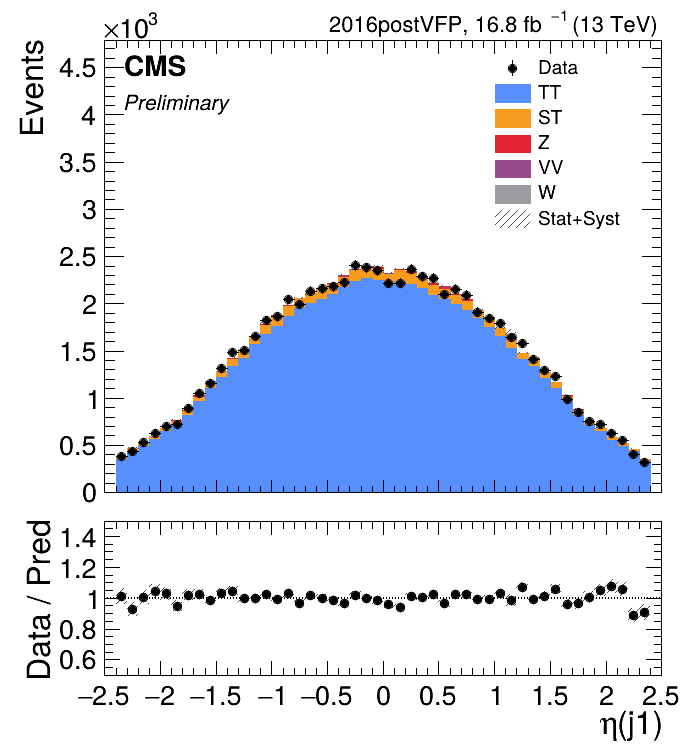 ×10³
2016postVFP, 16.8 fb ⁻¹ (13 TeV)
Events
CMS
Preliminary
Data
TT
ST
Z
VV
W
Stat+Syst
4.5
4
3.5
3
2.5
2
1.5
1
0.5
0
Data / Pred
1.4
1.2
1
0.8
0.6
−2.5 −2 −1.5 −1 −0.5 0 0.5 1 1.5 2 2.5
η(j1)